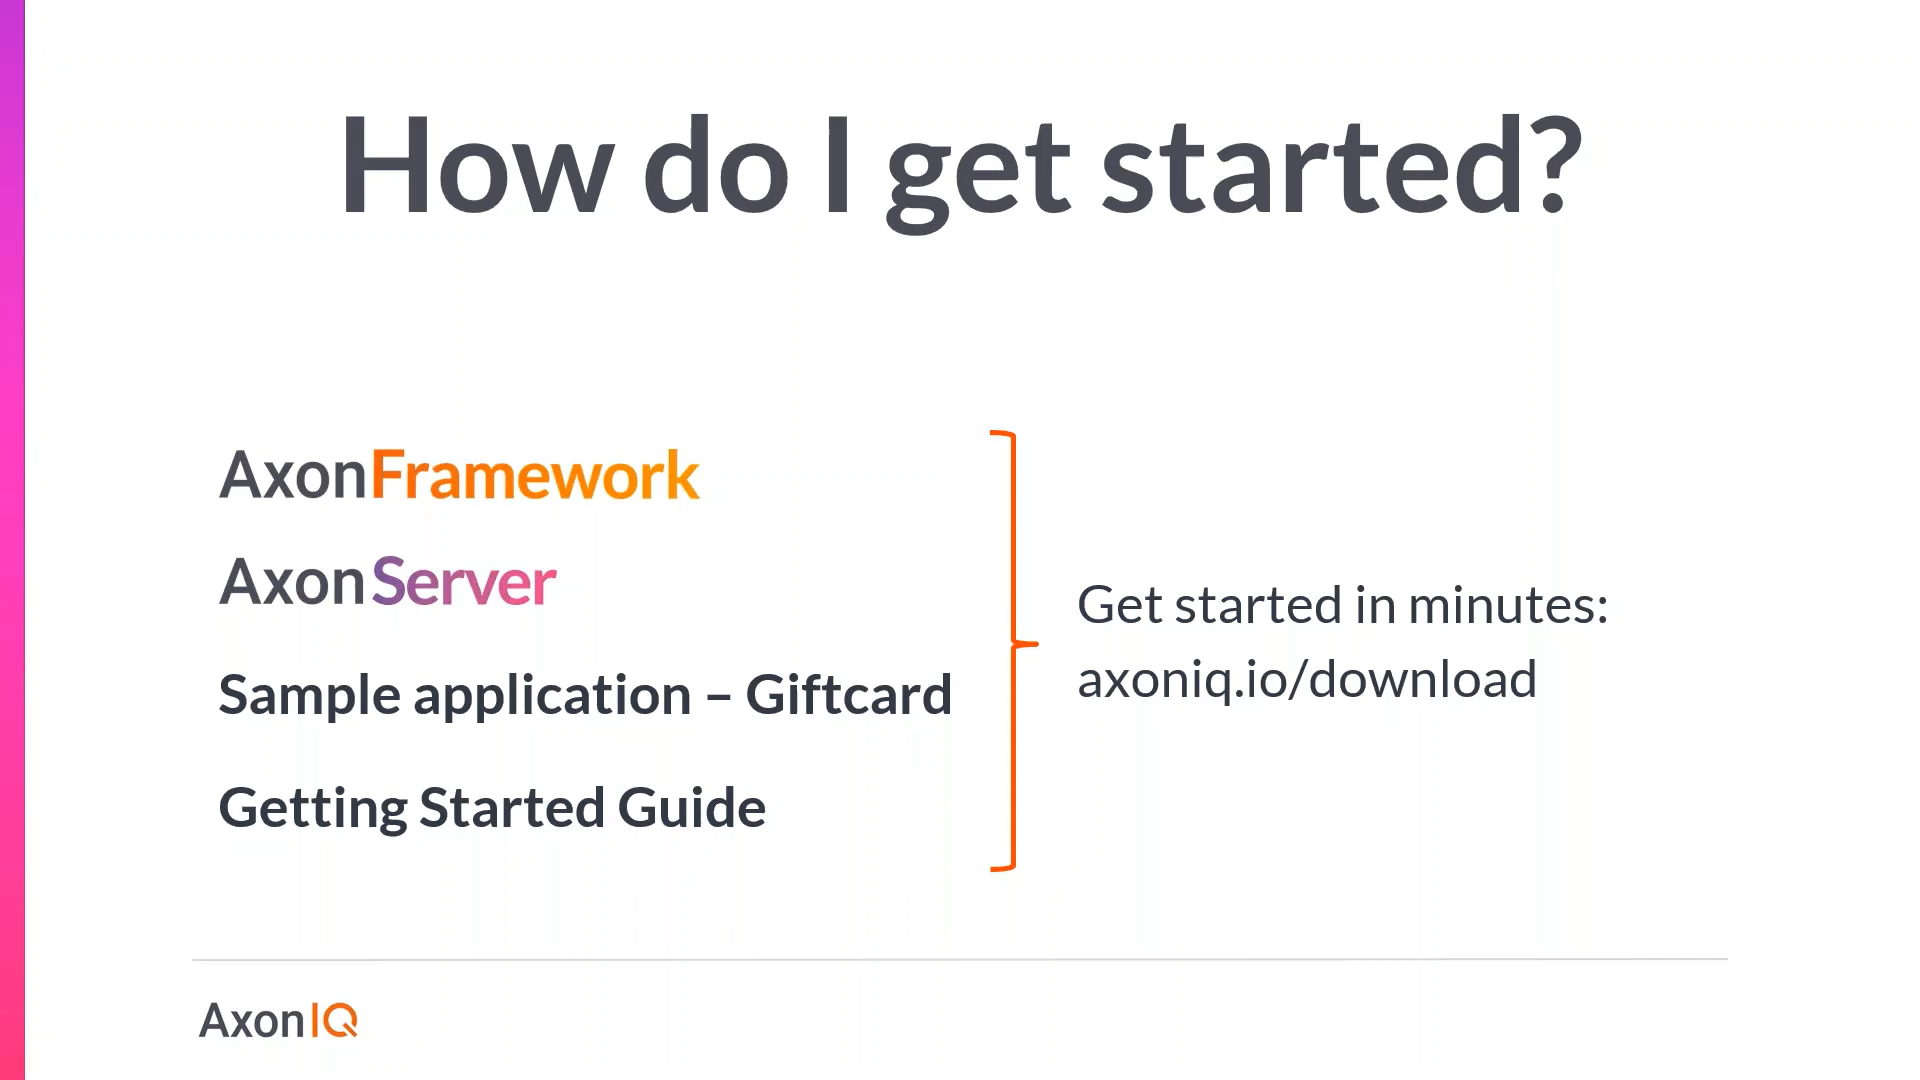 How do I get started?
AxonFramework
AxonServer
Sample application – Giftcard
Getting Started Guide
Get started in minutes:
axoniq.io/download
AxonIQ